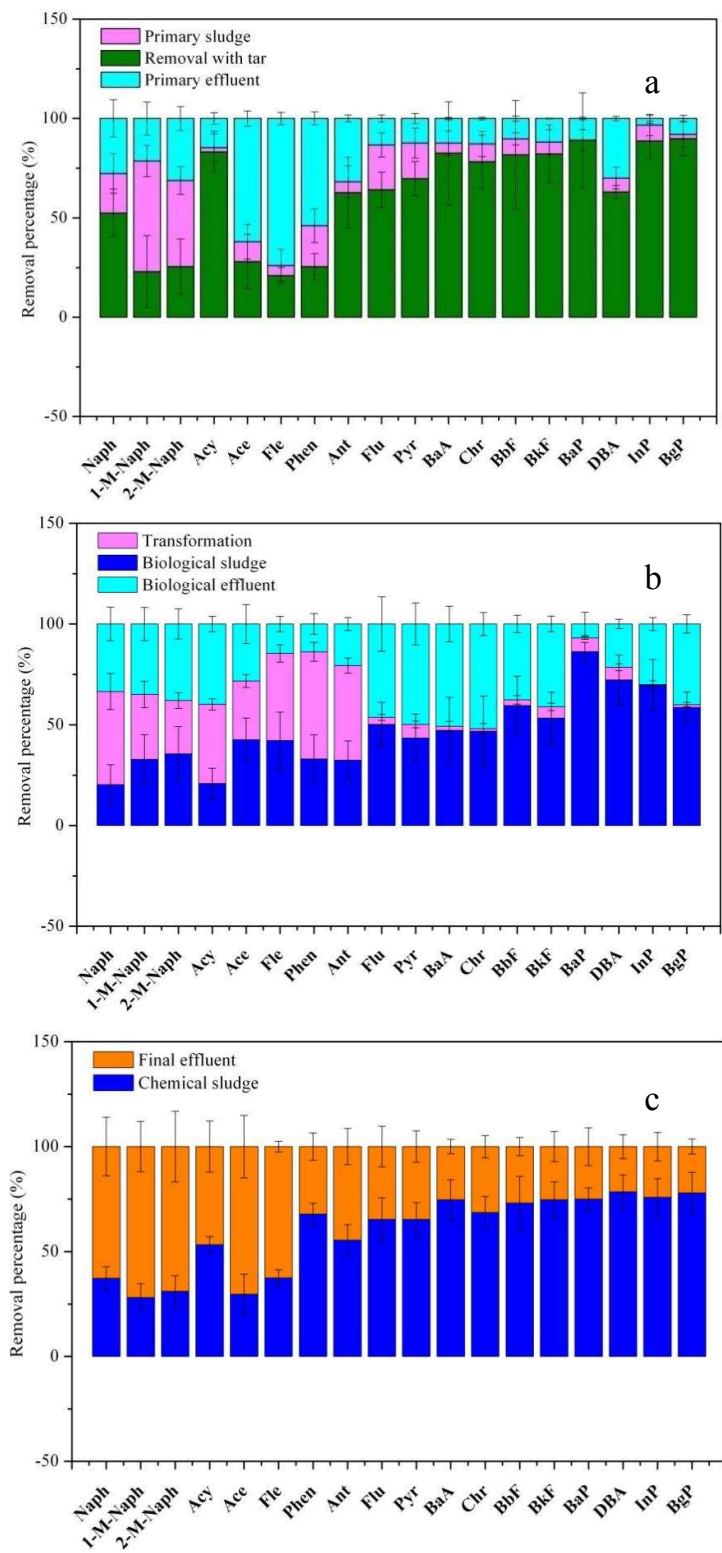 150
Primary sludge
Removal with tar
Primary effluent
a
100
50
0
-50
Removal percentage (%)
Naph
1-M-Naph
2-M-Naph
Acy
Ace
Fle
Phen
Ant
Flu
Pyr
BaA
Chr
BbF
BkF
BaP
DBA
InP
BgP
150
Transformation
Biological sludge
Biological effluent
b
100
50
0
-50
Removal percentage (%)
Naph
1-M-Naph
2-M-Naph
Acy
Ace
Fle
Phen
Ant
Flu
Pyr
BaA
Chr
BbF
BkF
BaP
DBA
InP
BgP
150
Final effluent
Chemical sludge
c
100
50
0
-50
Removal percentage (%)
Naph
1-M-Naph
2-M-Naph
Acy
Ace
Fle
Phen
Ant
Flu
Pyr
BaA
Chr
BbF
BkF
BaP
DBA
InP
BgP